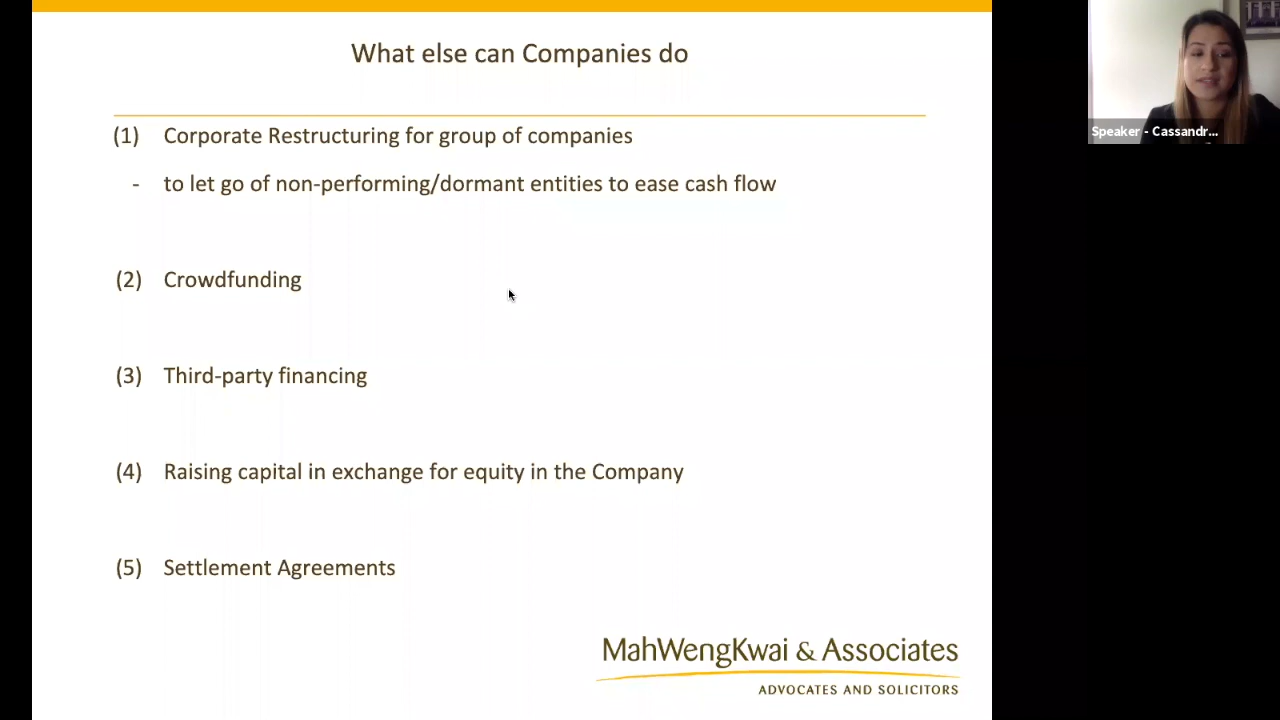 What else can Companies do
(1) Corporate Restructuring for group of companies
- to let go of non-performing/dormant entities to ease cash flow
(2) Crowdfunding
(3) Third-party financing
(4) Raising capital in exchange for equity in the Company
(5) Settlement Agreements
MahWengKwai & Associates
ADVOCATES AND SOLICITORS
Speaker - Cassandr...